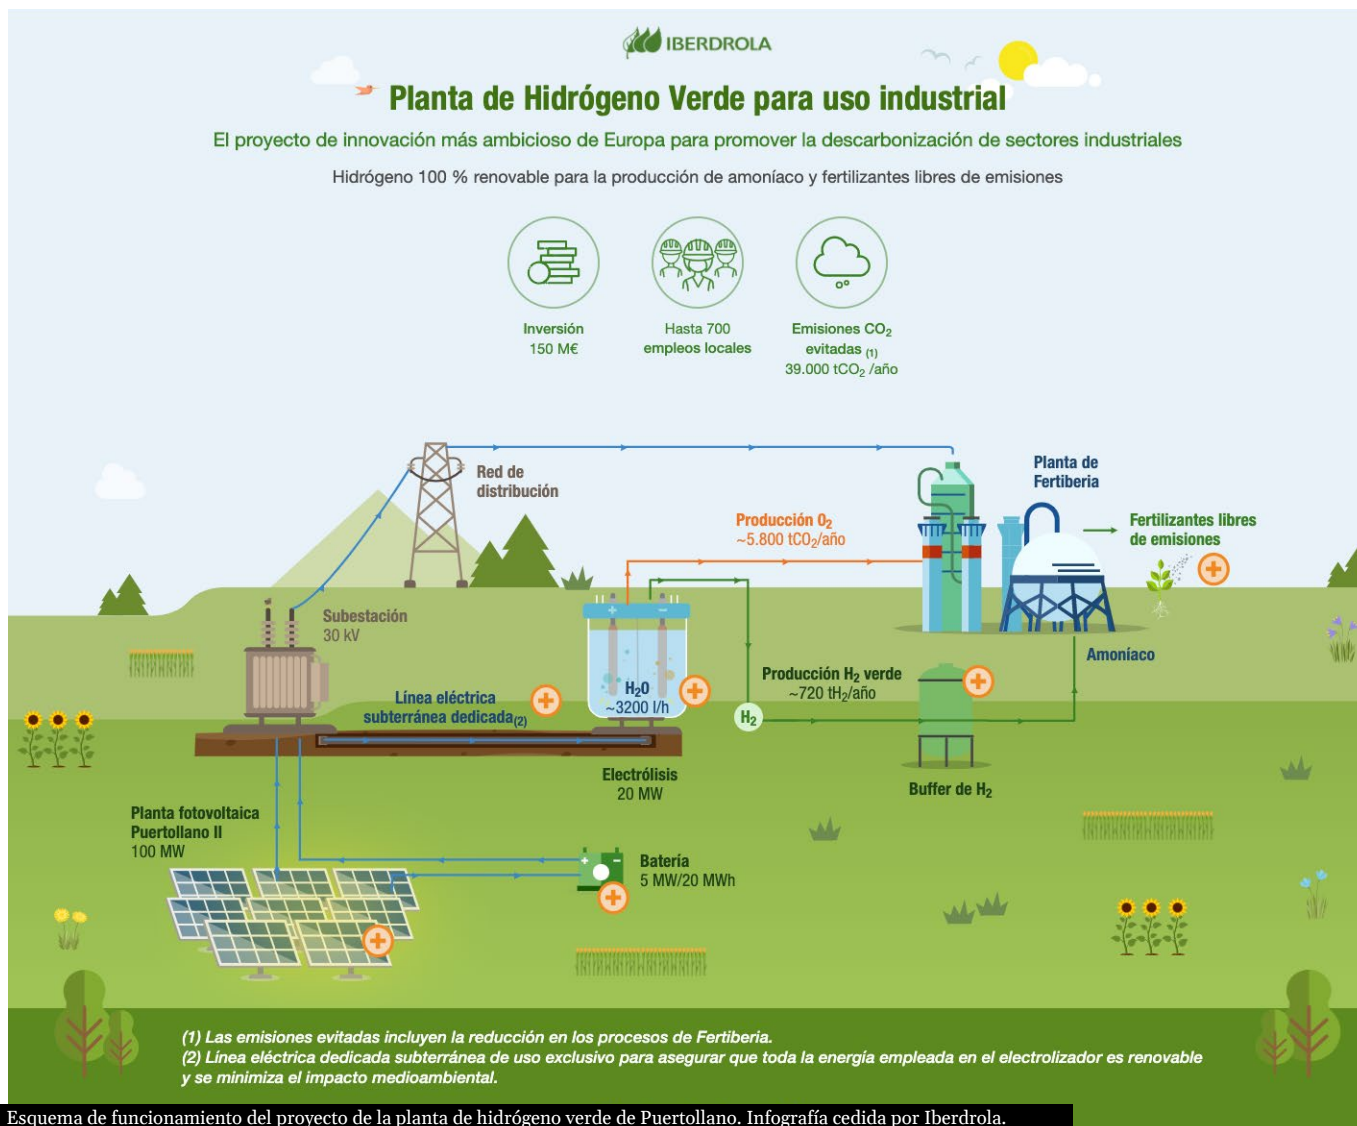 IBERDROLA
Planta de Hidrógeno Verde para uso industrial
El proyecto de innovación más ambicioso de Europa para promover la descarbonización de sectores industriales
Hidrógeno 100 % renovable para la producción de amoníaco y fertilizantes libres de emisiones
Inversión
150 M€
Hasta 700
empleos locales
Emisiones CO₂
evitadas (1)
39.000 tCO₂ /año
Red de
distribución
Planta de
Fertiberia
Producción O₂
~5.800 tCO₂/año
Fertilizantes libres
de emisiones
Subestación
30 kV
+ −
Amoníaco
Línea eléctrica
subterránea dedicada(2)
H₂O
~3200 l/h
Producción H₂ verde
~720 tH₂/año
H₂
Electrólisis
20 MW
Buffer de H₂
Planta fotovoltaica
Puertollano II
100 MW
+ −
Batería
5 MW/20 MWh
(1) Las emisiones evitadas incluyen la reducción en los procesos de Fertiberia.
(2) Línea eléctrica dedicada subterránea de uso exclusivo para asegurar que toda la energía empleada en el electrolizador es renovable
y se minimiza el impacto medioambiental.
Esquema de funcionamiento del proyecto de la planta de hidrógeno verde de Puertollano. Infografía cedida por Iberdrola.